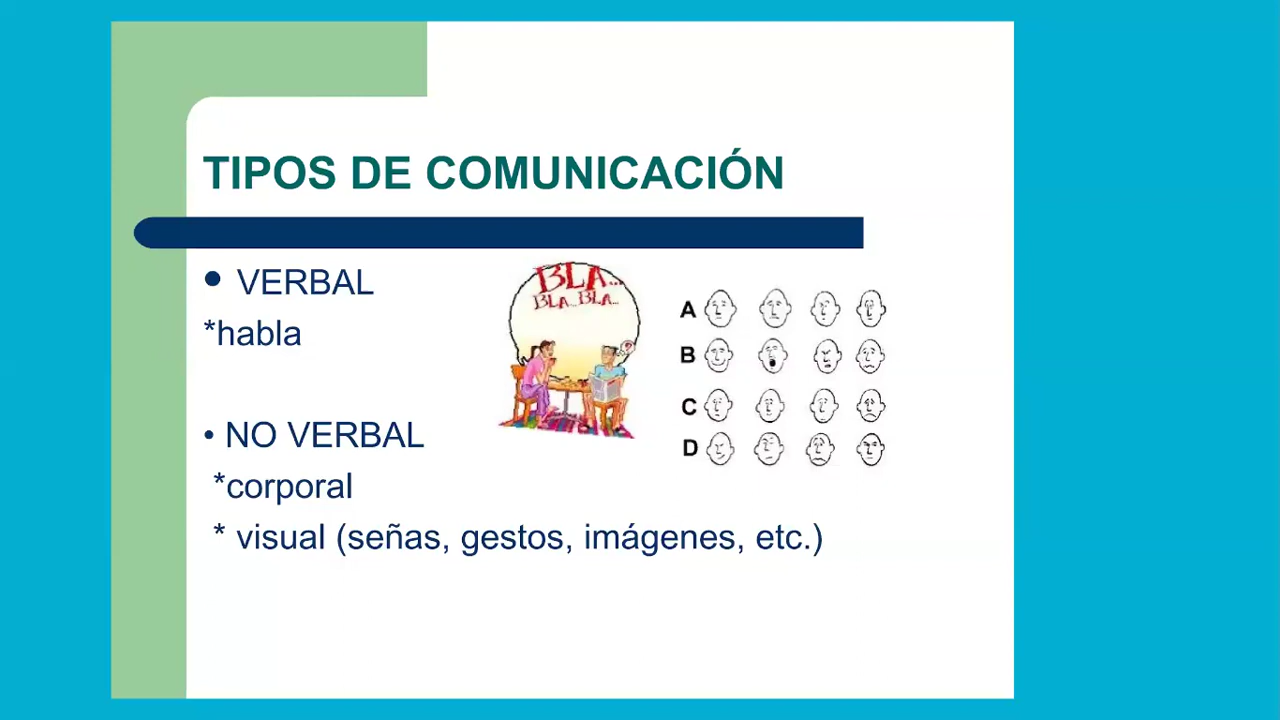 TIPOS DE COMUNICACIÓN
• VERBAL
*habla
BLA...
BLA...BLA...
?
A
B
C
D
• NO VERBAL
*corporal
* visual (señas, gestos, imágenes, etc.)